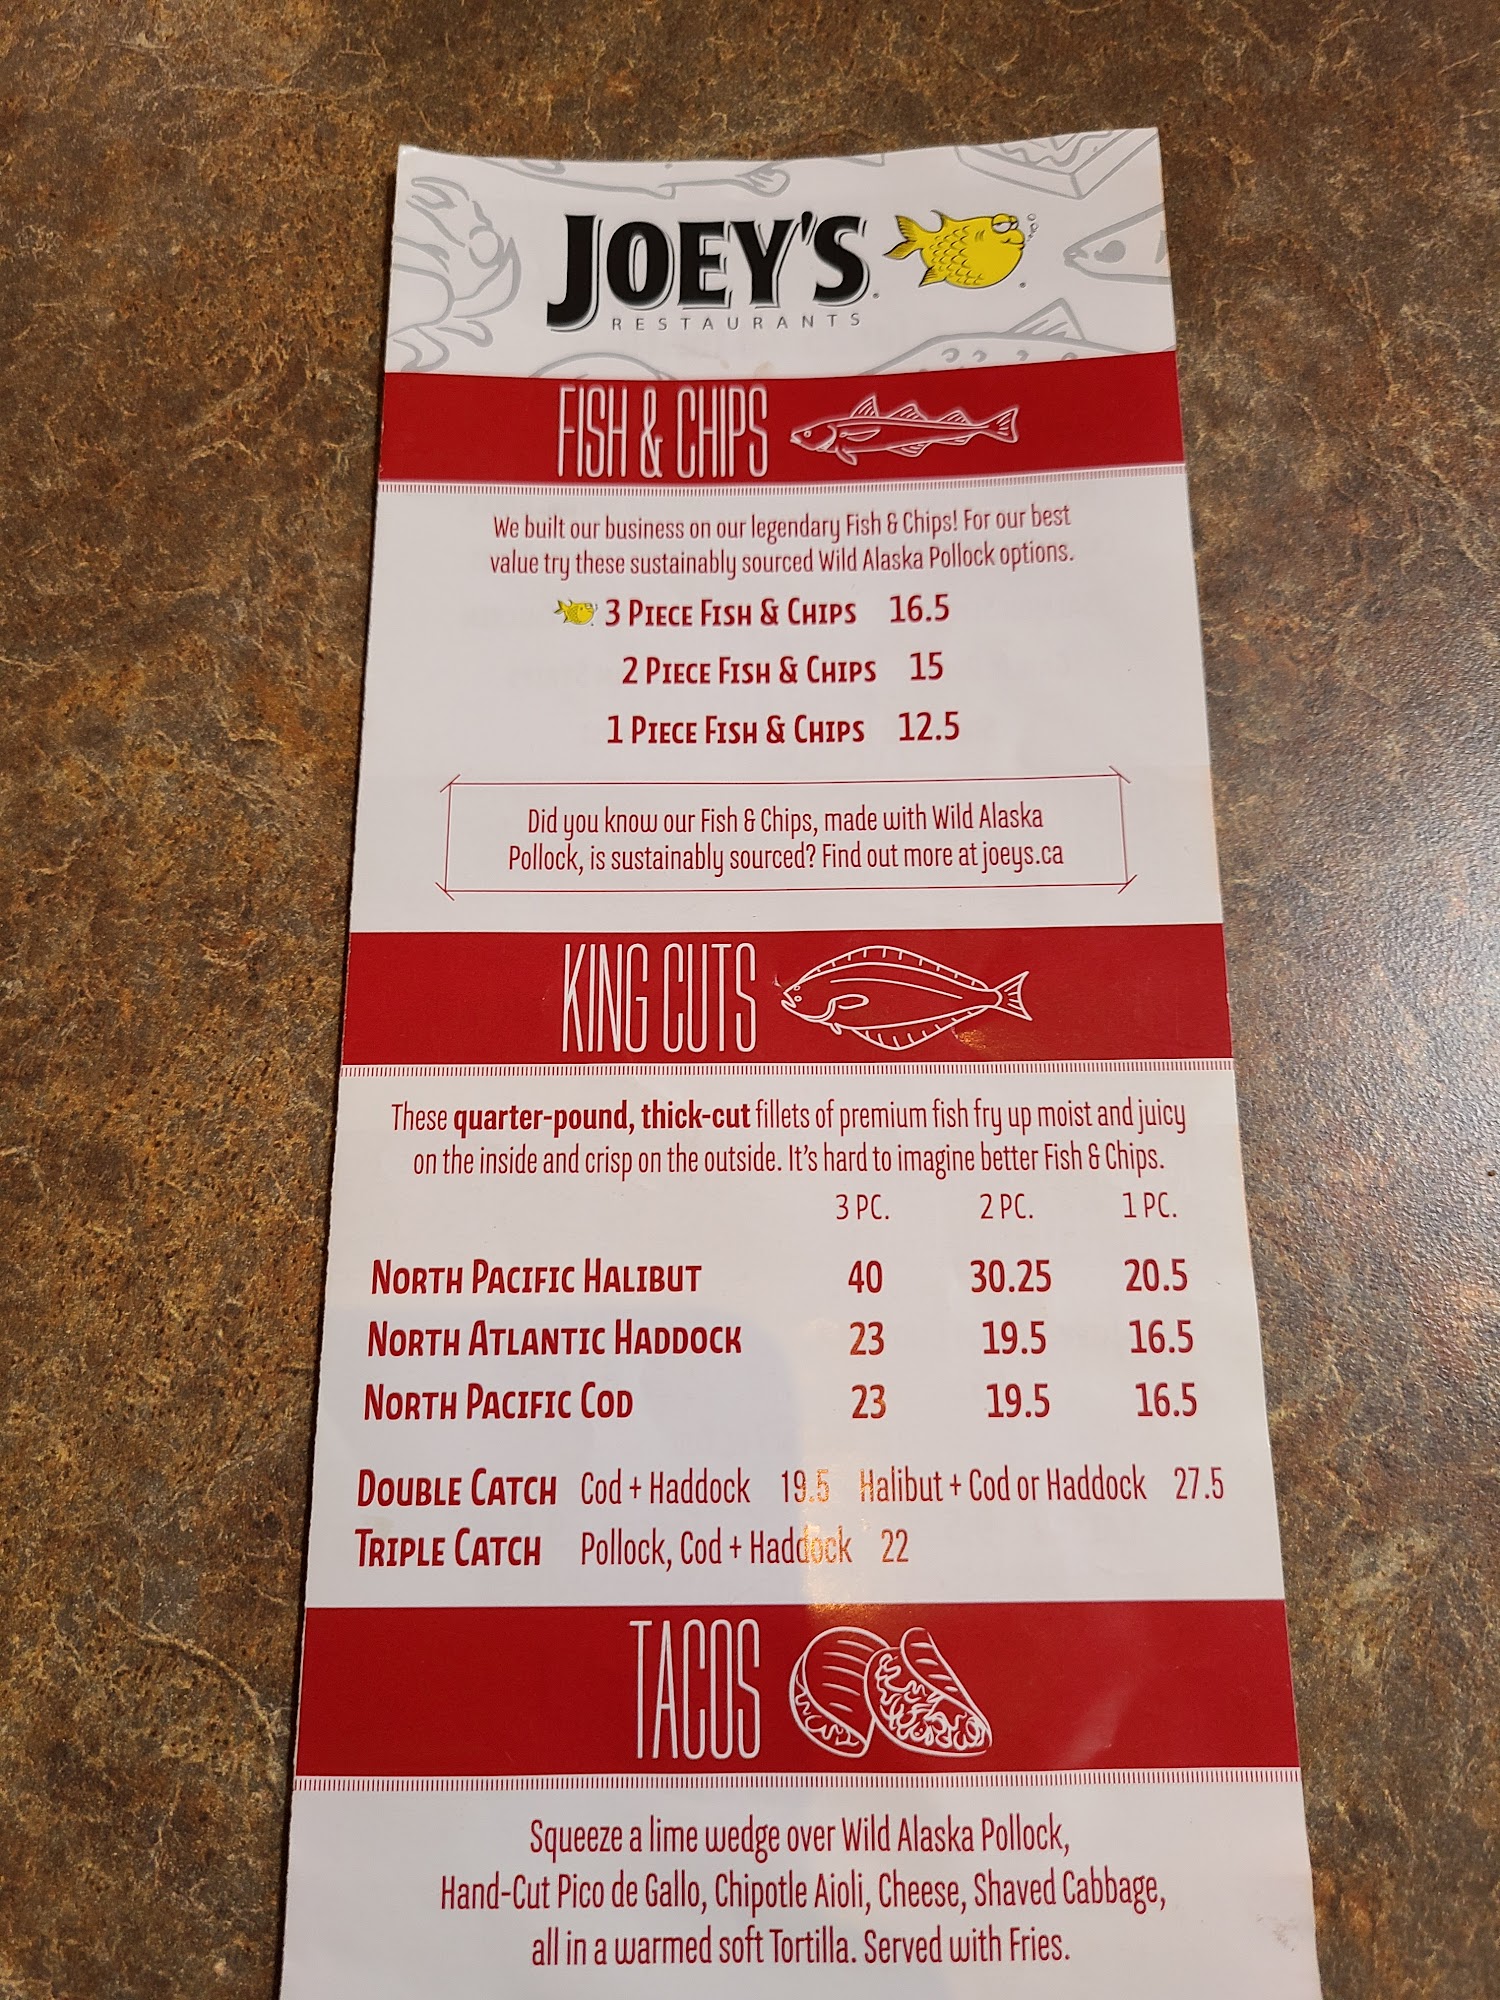 JOEY'S
RESTAURANTS
FISH & CHIPS
We built our business on our legendary Fish & Chips! For our best
value try these sustainably sourced Wild Alaska Pollock options.
3 PIECE FISH & CHIPS 16.5
2 PIECE FISH & CHIPS 15
1 PIECE FISH & CHIPS 12.5
Did you know our Fish & Chips, made with Wild Alaska
Pollock, is sustainably sourced? Find out more at joeys.ca
KING CUTS
These quarter-pound, thick-cut fillets of premium fish fry up moist and juicy
on the inside and crisp on the outside. It's hard to imagine better Fish & Chips.
3 PC. 2 PC. 1 PC.
NORTH PACIFIC HALIBUT 40 30.25 20.5
NORTH ATLANTIC HADDOCK 23 19.5 16.5
NORTH PACIFIC COD 23 19.5 16.5
DOUBLE CATCH Cod + Haddock 19.5 Halibut + Cod or Haddock 27.5
TRIPLE CATCH Pollock, Cod + Haddock 22
TACOS
Squeeze a lime wedge over Wild Alaska Pollock,
Hand-Cut Pico de Gallo, Chipotle Aioli, Cheese, Shaved Cabbage,
all in a warmed soft Tortilla. Served with Fries.